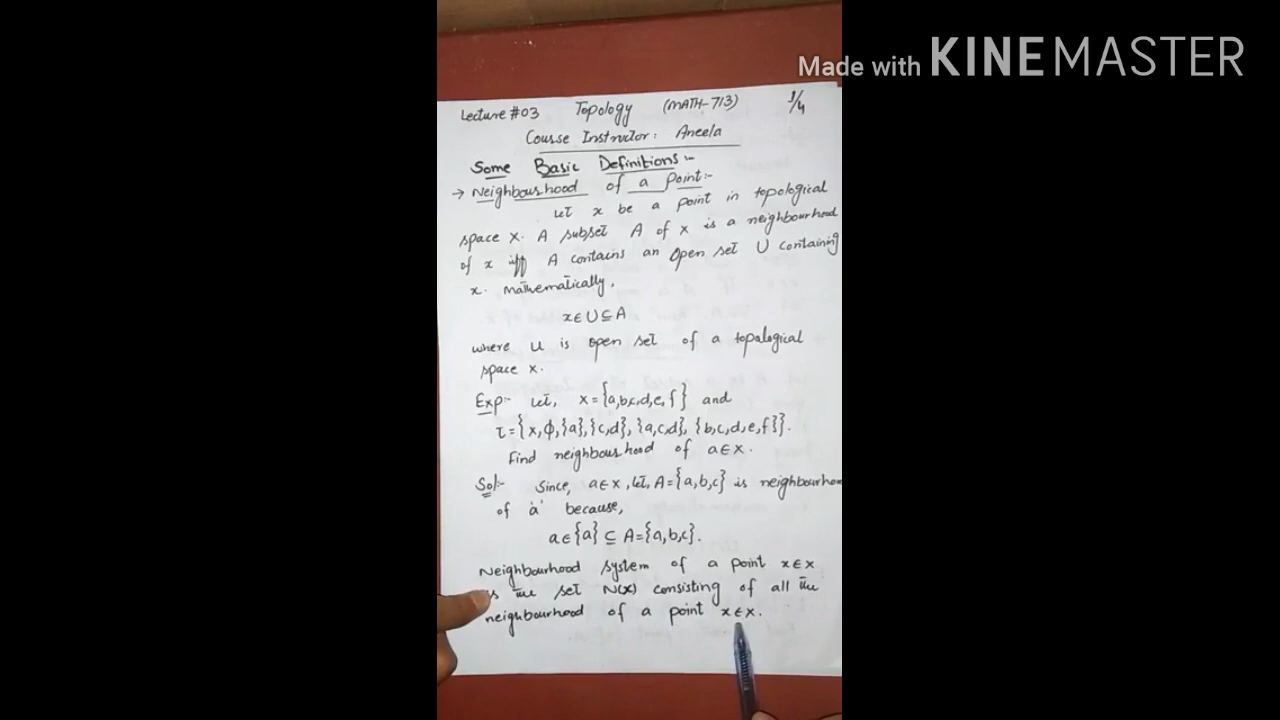 Made with KINEMASTER
Lecture #03 Topology (MATH-713) 1/4
Course Instructor: Aneela
Some Basic Definitions:-
→ Neighbourhood of a point:-
Let x be a point in topological
space X. A subset A of X is a neighbourhood
of x iff A contains an open set U containing
x. Mathematically,
x∈U⊆A
where U is open set of a topological
space X.
Exp:- Let, X={a,b,c,d,e,f} and
τ={X,φ,{a},{c,d},{a,c,d},{b,c,d,e,f}}.
Find neighbourhood of a∈X.
Sol:- Since, a∈X, let, A={a,b,c} is neighbourhoo
of 'a' because,
a∈{a}⊆A={a,b,c}.
Neighbourhood system of a point x∈X
is the set N(x) consisting of all the
neighbourhood of a point x∈X.